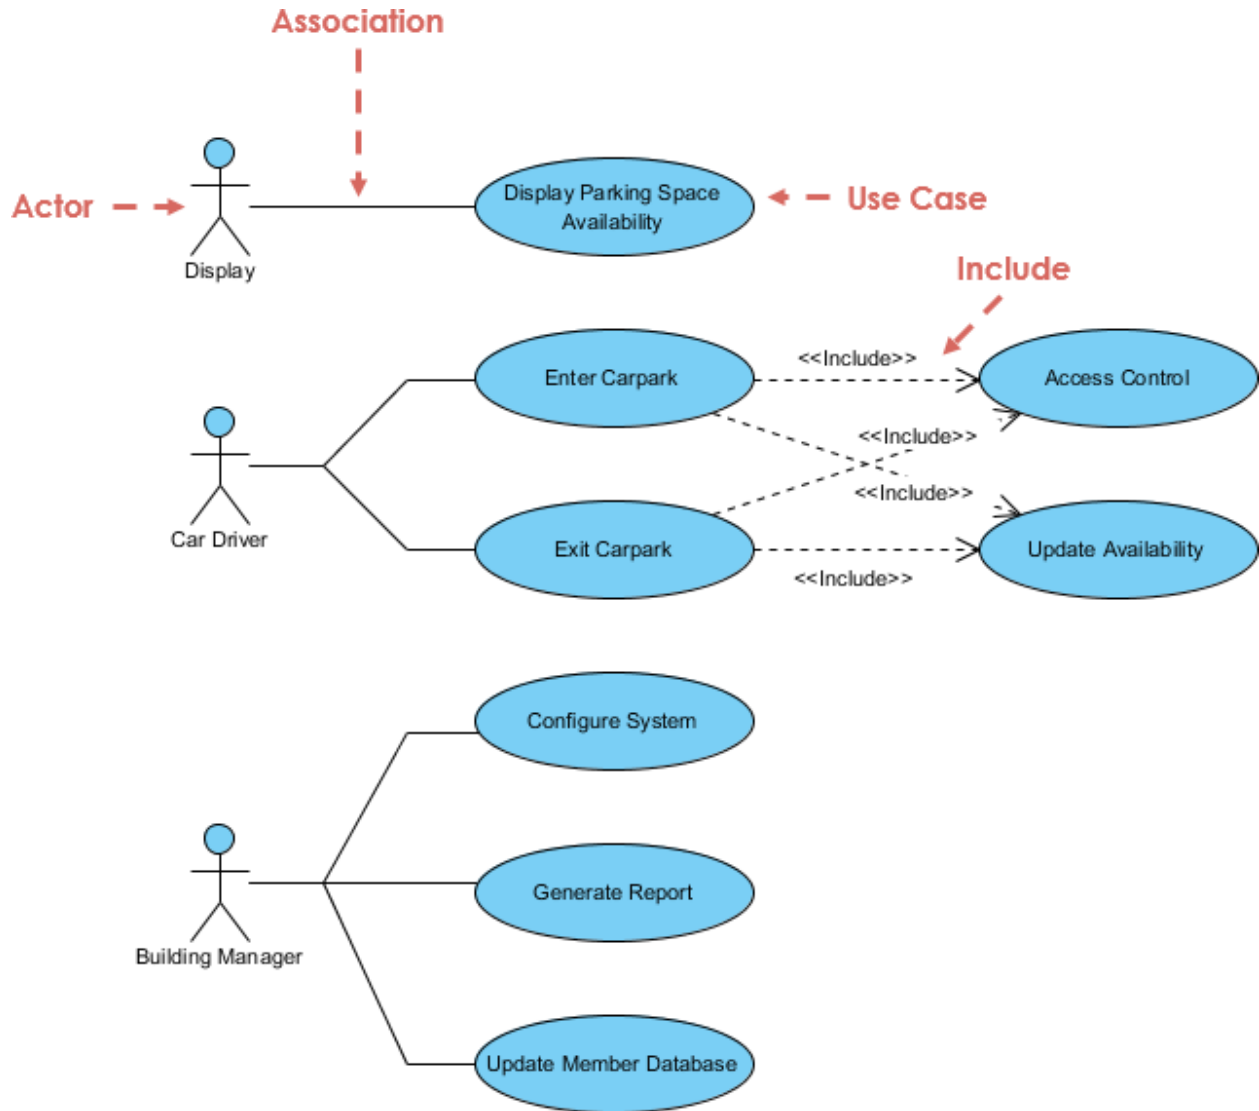 Association
Actor
Display Parking Space
Availability
Use Case
Display
Include
Enter Carpark
<<Include>>
Access Control
<<Include>>
Car Driver
<<Include>>
Exit Carpark
<<Include>>
Update Availability
Configure System
Generate Report
Building Manager
Update Member Database